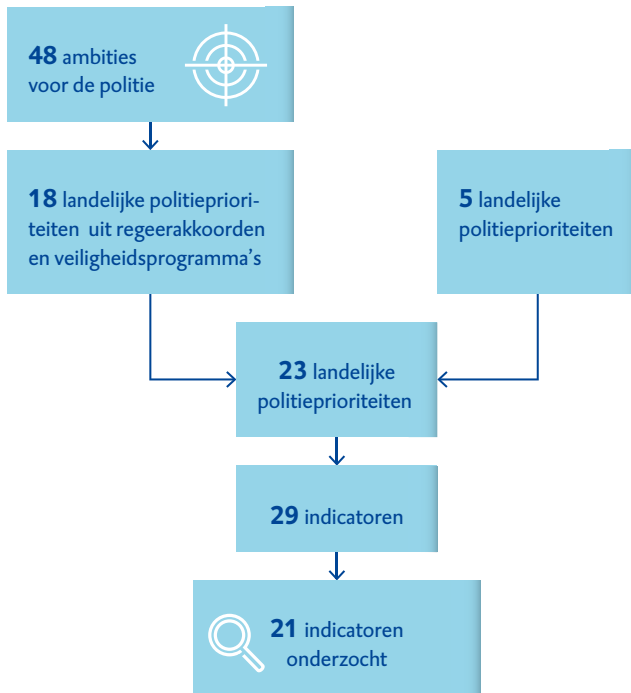 48 ambities
voor de politie
18 landelijke politiepriori-
teiten uit regeerakkoorden
en veiligheidsprogramma's
5 landelijke
politieprioriteiten
23 landelijke
politieprioriteiten
29 indicatoren
21 indicatoren
onderzocht